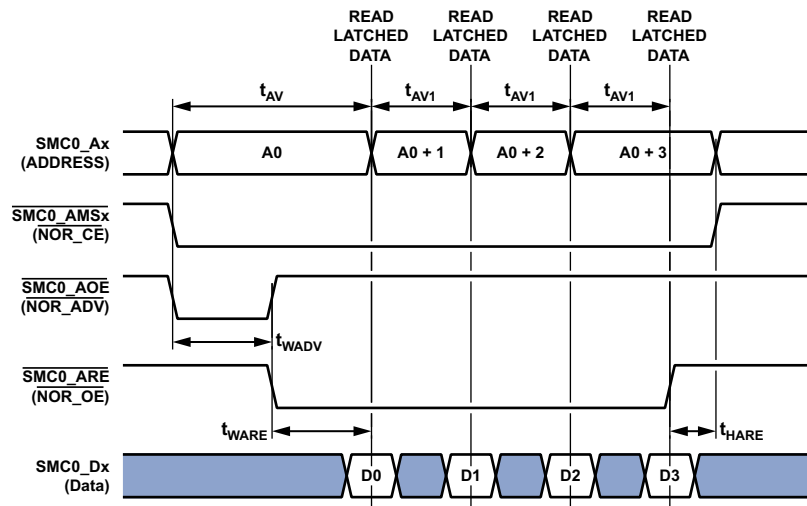 READ READ READ READ
LATCHED LATCHED LATCHED LATCHED
DATA DATA DATA DATA
tAV tAV1 tAV1 tAV1
SMC0_Ax
(ADDRESS)
A0 A0 + 1 A0 + 2 A0 + 3
SMC0_AMSx
(NOR_CE)
SMC0_AOE
(NOR_ADV)
tWADV
SMC0_ARE
(NOR_OE)
tWARE tHARE
SMC0_Dx
(Data)
D0 D1 D2 D3